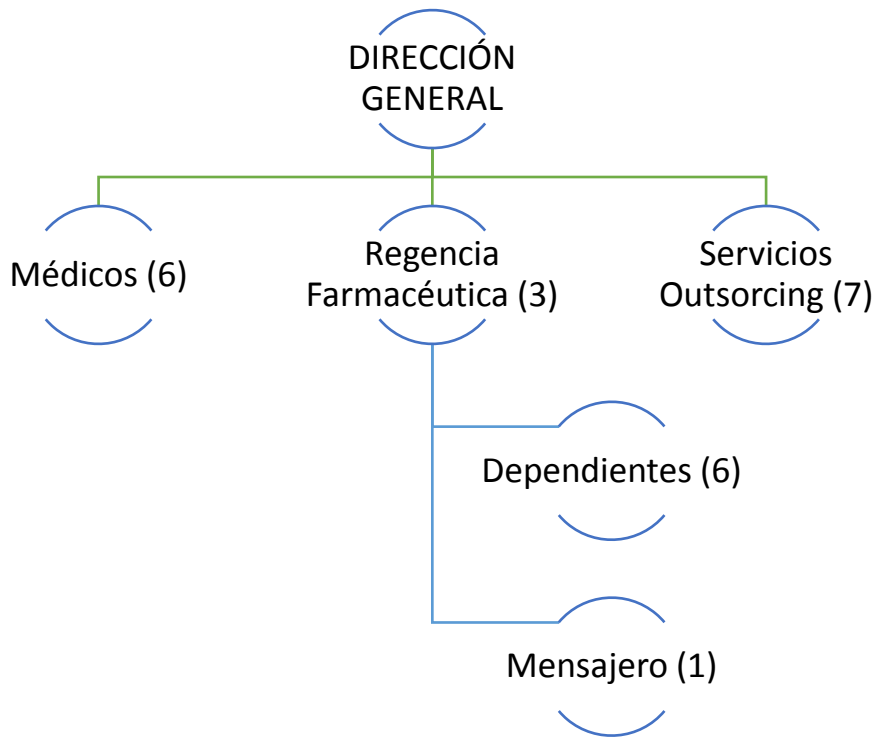 DIRECCIÓN
GENERAL
Médicos (6)
Regencia
Farmacéutica (3)
Servicios
Outsorcing (7)
Dependientes (6)
Mensajero (1)